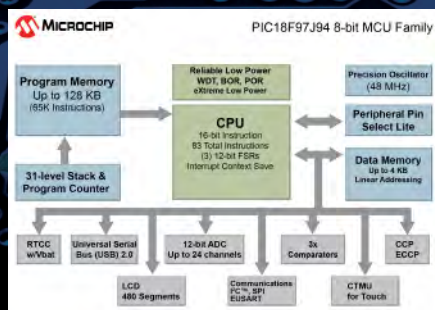 MICROCHIP
PIC18F97J94 8-bit MCU Family
Program Memory
Up to 128 KB
(65K Instructions)
Reliable Low Power
WDT, BOR, POR
eXtreme Low Power
Precision Oscillator
(48 MHz)
CPU
16-bit Instruction
83 Total Instructions
(3) 12-bit FSRs
Interrupt Context Save
Peripheral Pin
Select Lite
31-level Stack &
Program Counter
Data Memory
Up to 4 KB
Linear Addressing
RTCC
w/Vbat
Universal Serial
Bus (USB) 2.0
12-bit ADC
Up to 24 channels
3x
Comparators
CCP
ECCP
LCD
480 Segments
Communications
I²C™, SPI
EUSART
CTMU
for Touch